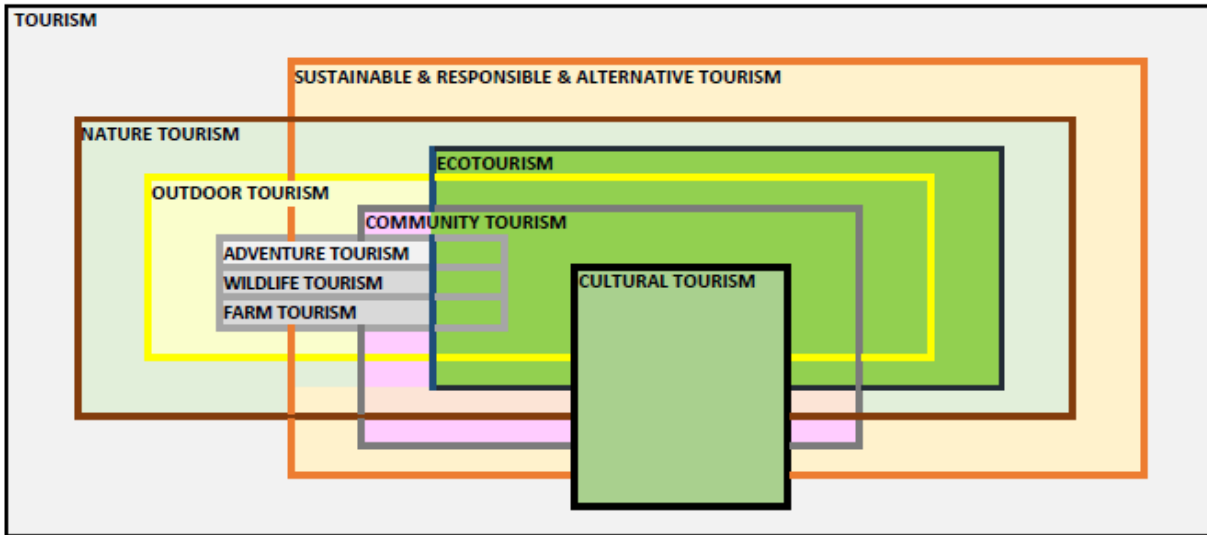 TOURISM
SUSTAINABLE & RESPONSIBLE & ALTERNATIVE TOURISM
NATURE TOURISM
ECOTOURISM
OUTDOOR TOURISM
COMMUNITY TOURISM
ADVENTURE TOURISM
WILDLIFE TOURISM
CULTURAL TOURISM
FARM TOURISM